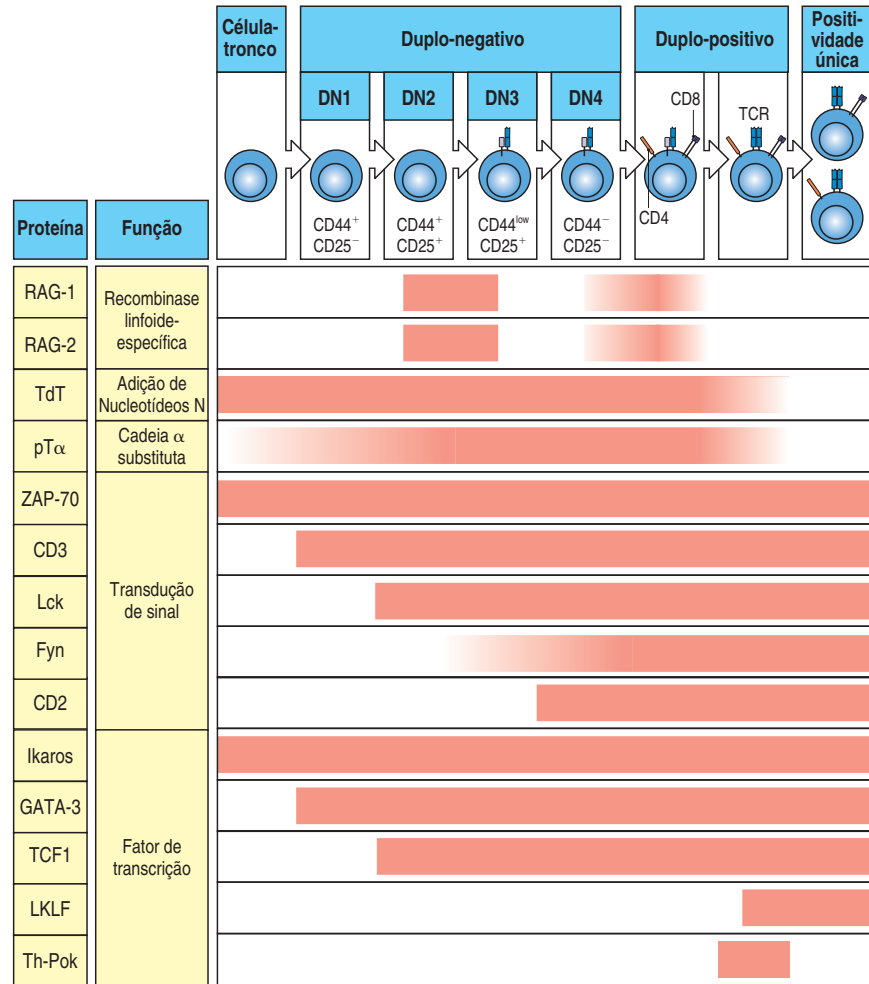 Célula-
tronco
Duplo-negativo
Duplo-positivo
Positi-
vidade
única
DN1
DN2
DN3
DN4
CD8
TCR
CD4
CD44⁺
CD25⁻
CD44⁺
CD25⁺
CD44ˡᵒʷ
CD25⁺
CD44⁻
CD25⁻
Proteína
Função
RAG-1
Recombinase
linfoide-
específica
RAG-2
TdT
Adição de
Nucleotídeos N
pTα
Cadeia α
substituta
ZAP-70
Transdução
de sinal
CD3
Lck
Fyn
CD2
Ikaros
Fator de
transcrição
GATA-3
TCF1
LKLF
Th-Pok